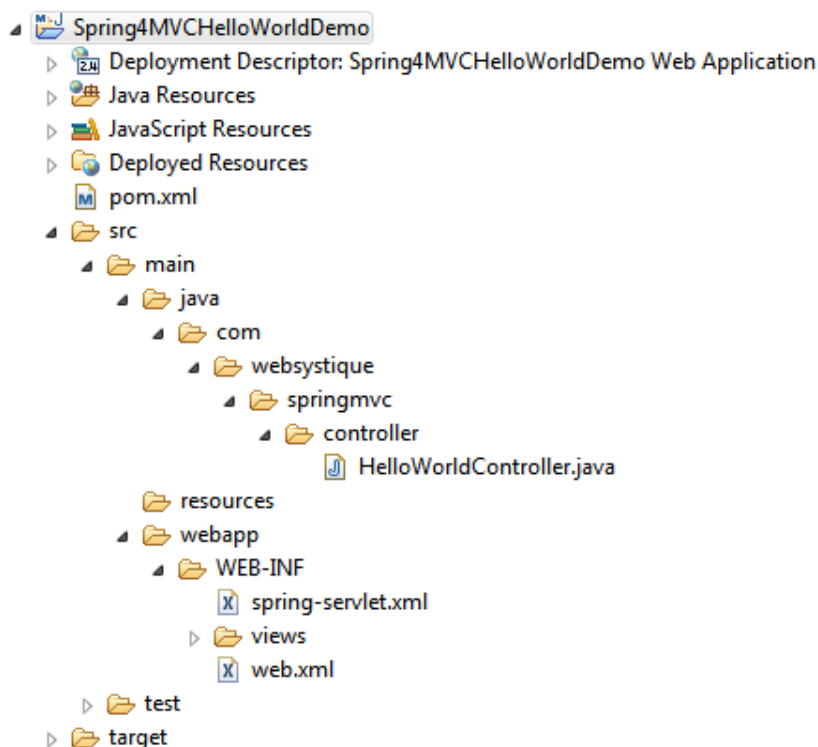 Spring4MVCHelloWorldDemo
Deployment Descriptor: Spring4MVCHelloWorldDemo Web Application
Java Resources
JavaScript Resources
Deployed Resources
pom.xml
src
main
java
com
websystique
springmvc
controller
HelloWorldController.java
resources
webapp
WEB-INF
spring-servlet.xml
views
web.xml
test
target